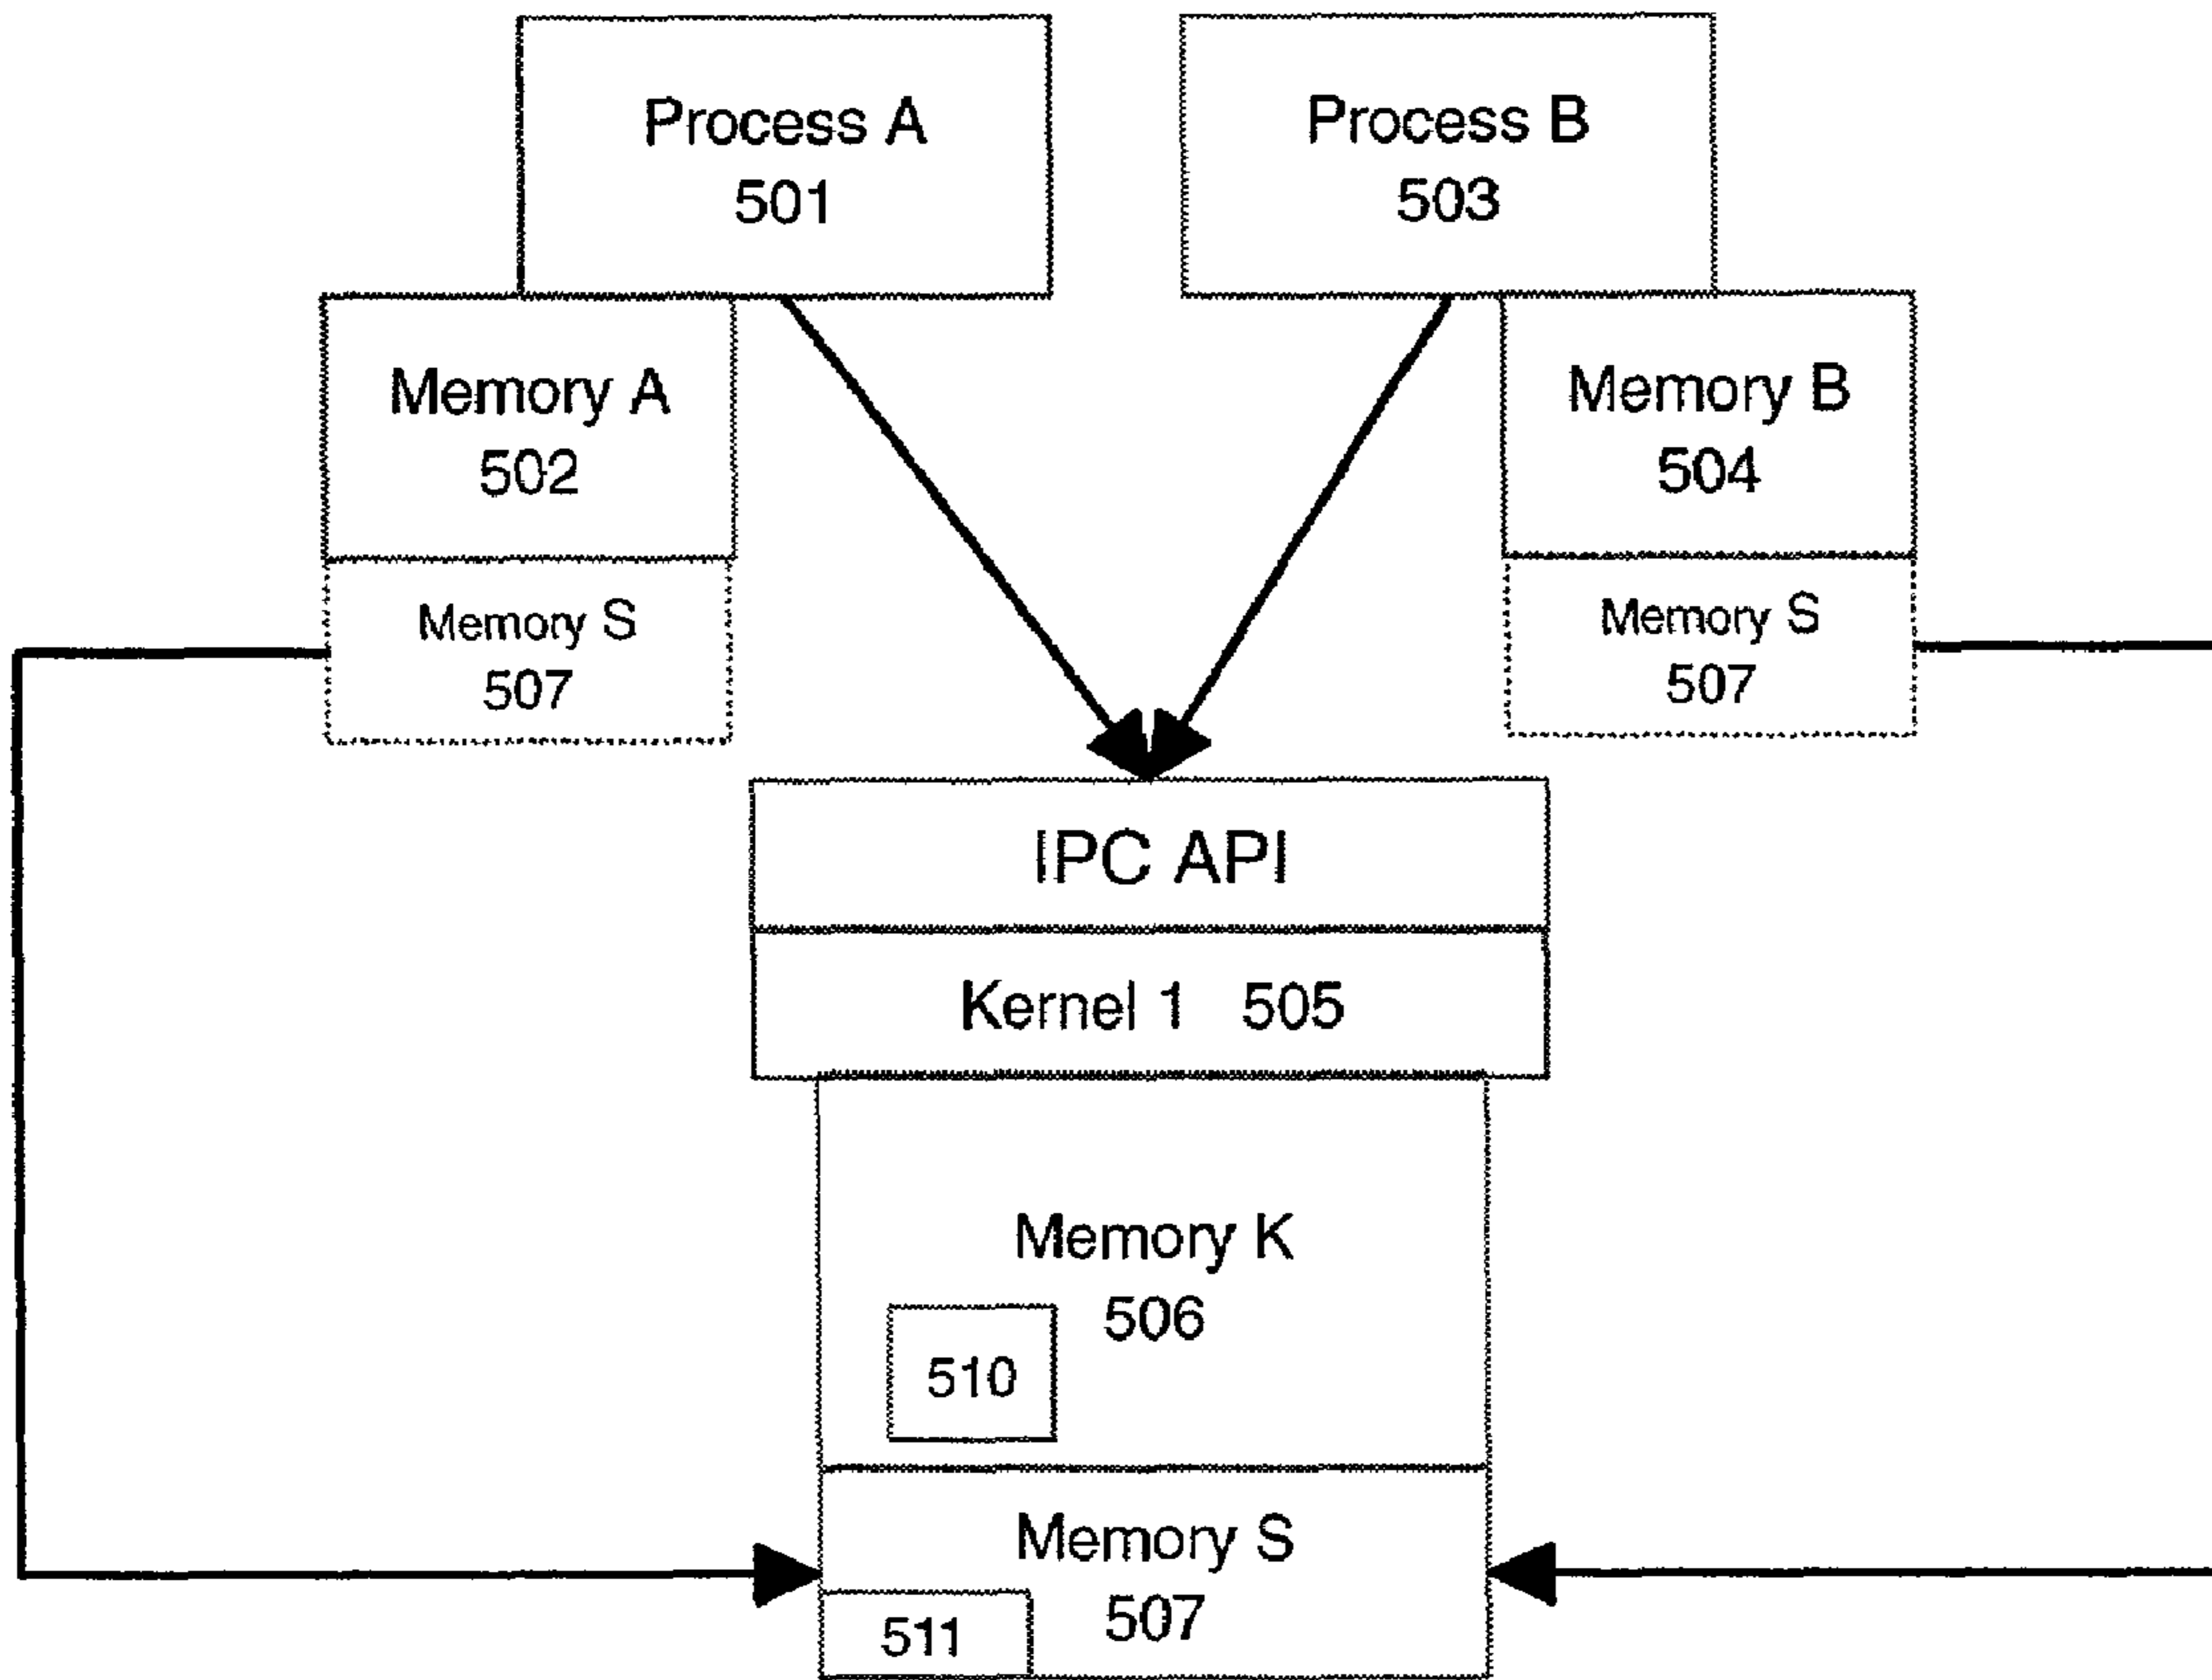 Process A
501
Process B
503
Memory A
502
Memory B
504
Memory S
507
Memory S
507
IPC API
Kernel 1 505
Memory K
506
510
Memory S
507
511